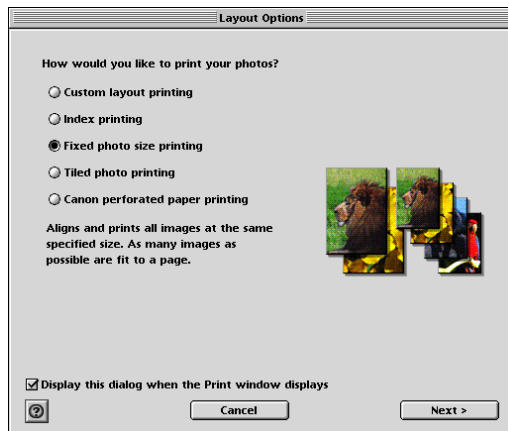 Layout Options
How would you like to print your photos?
Custom layout printing
Index printing
Fixed photo size printing
Tiled photo printing
Canon perforated paper printing
Aligns and prints all images at the same
specified size. As many images as
possible are fit to a page.
Display this dialog when the Print window displays
?
Cancel
Next >